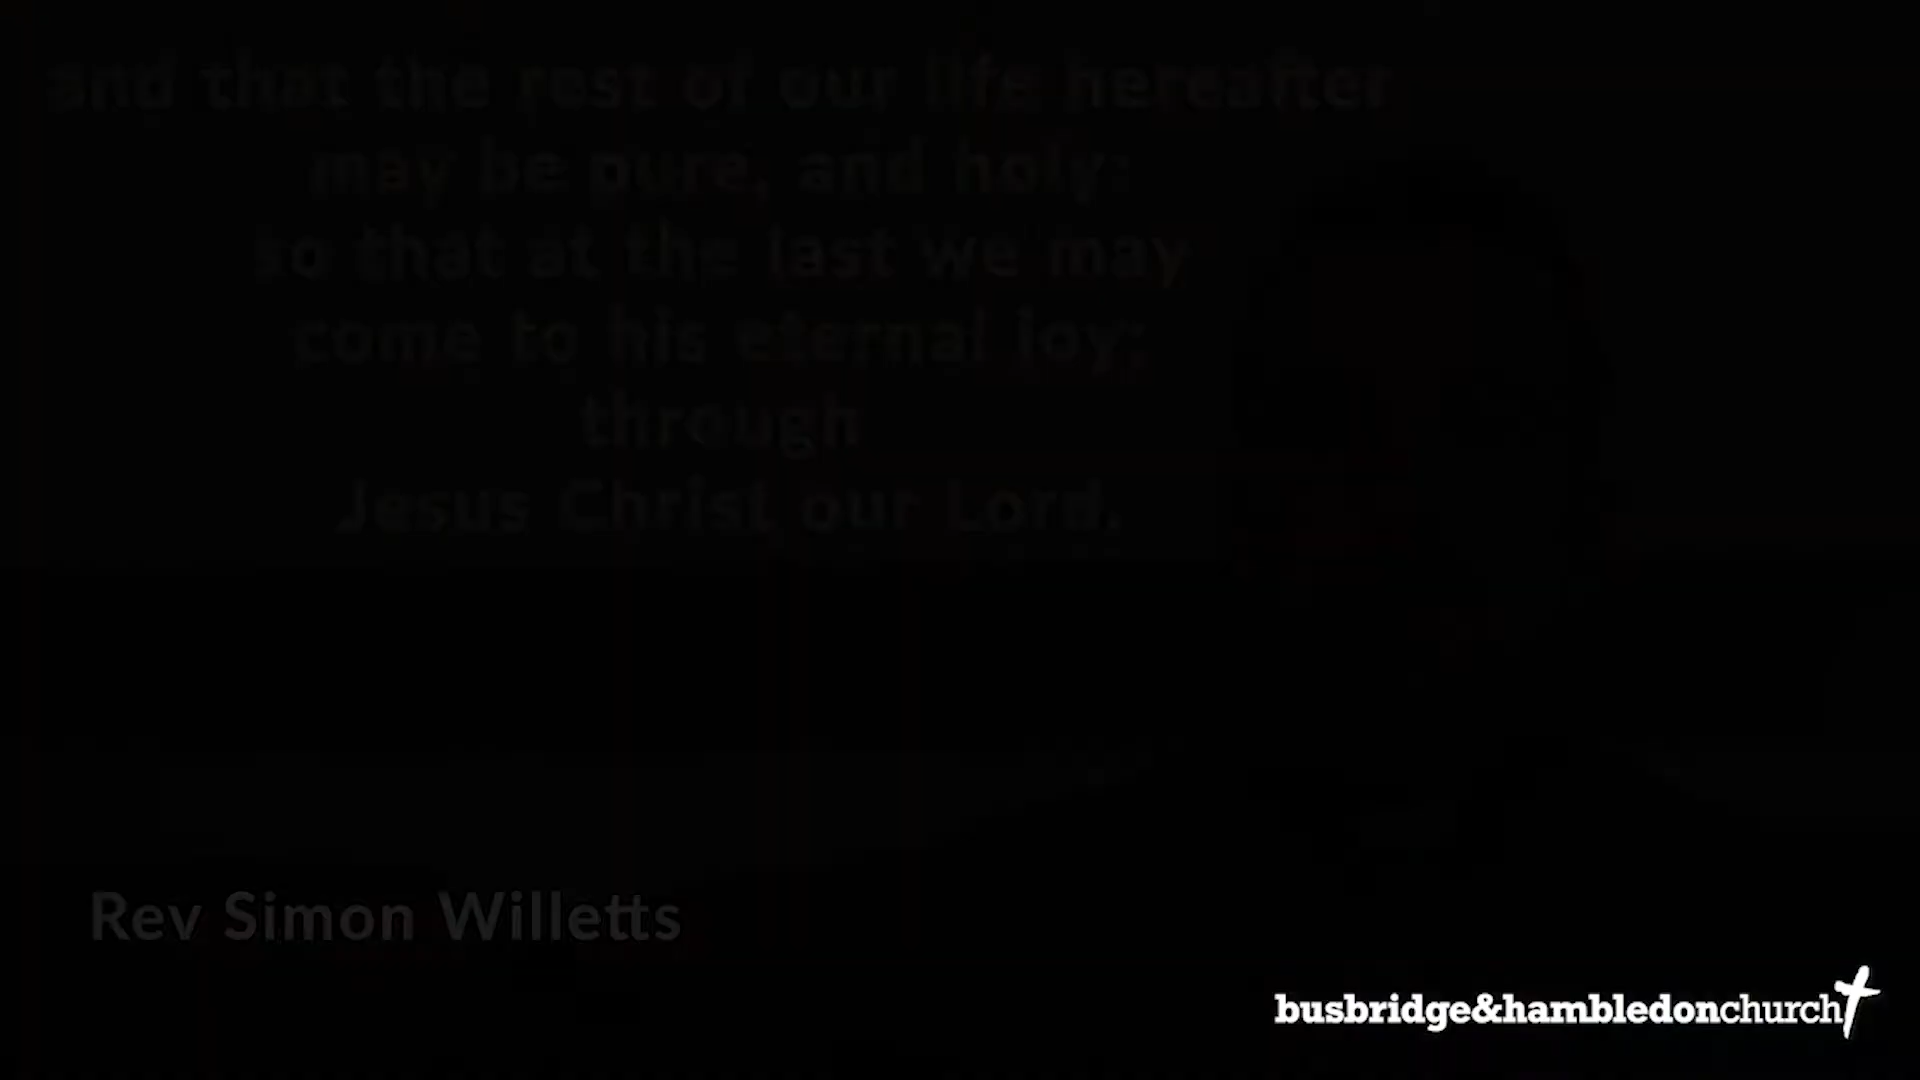 and that the rest of our life hereafter
may be pure, and holy:
so that at the last we may
come to his eternal joy;
through
Jesus Christ our Lord.
Rev Simon Willetts
busbridge&hambledonchurch